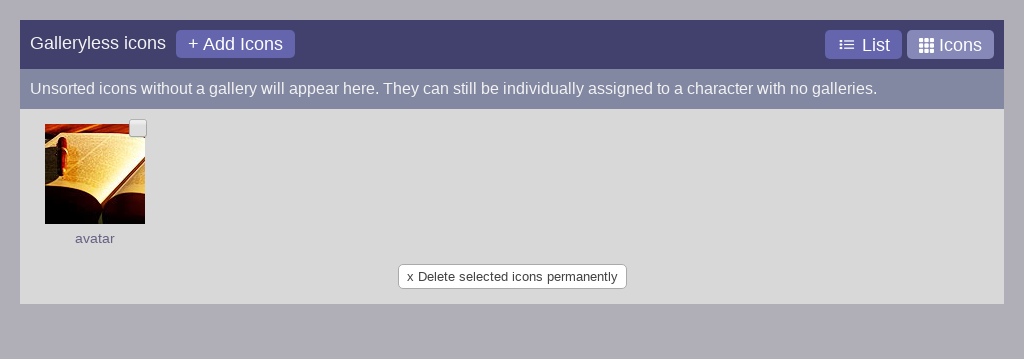 Galleryless icons + Add Icons List Icons
Unsorted icons without a gallery will appear here. They can still be individually assigned to a character with no galleries.
avatar
x Delete selected icons permanently